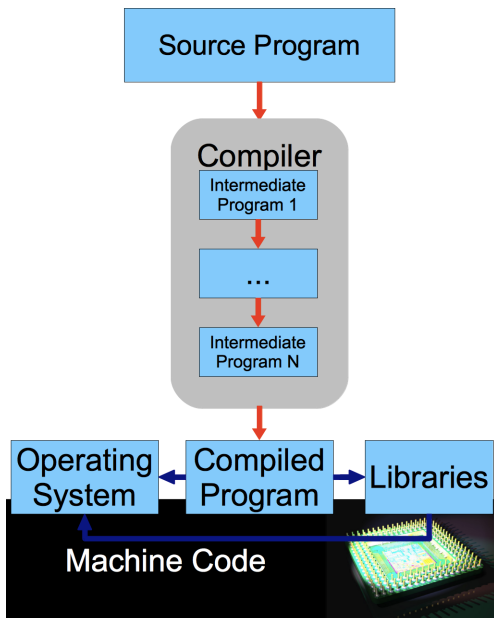 Source Program
Compiler
Intermediate
Program 1
...
Intermediate
Program N
Operating
System
Compiled
Program
Libraries
Machine Code